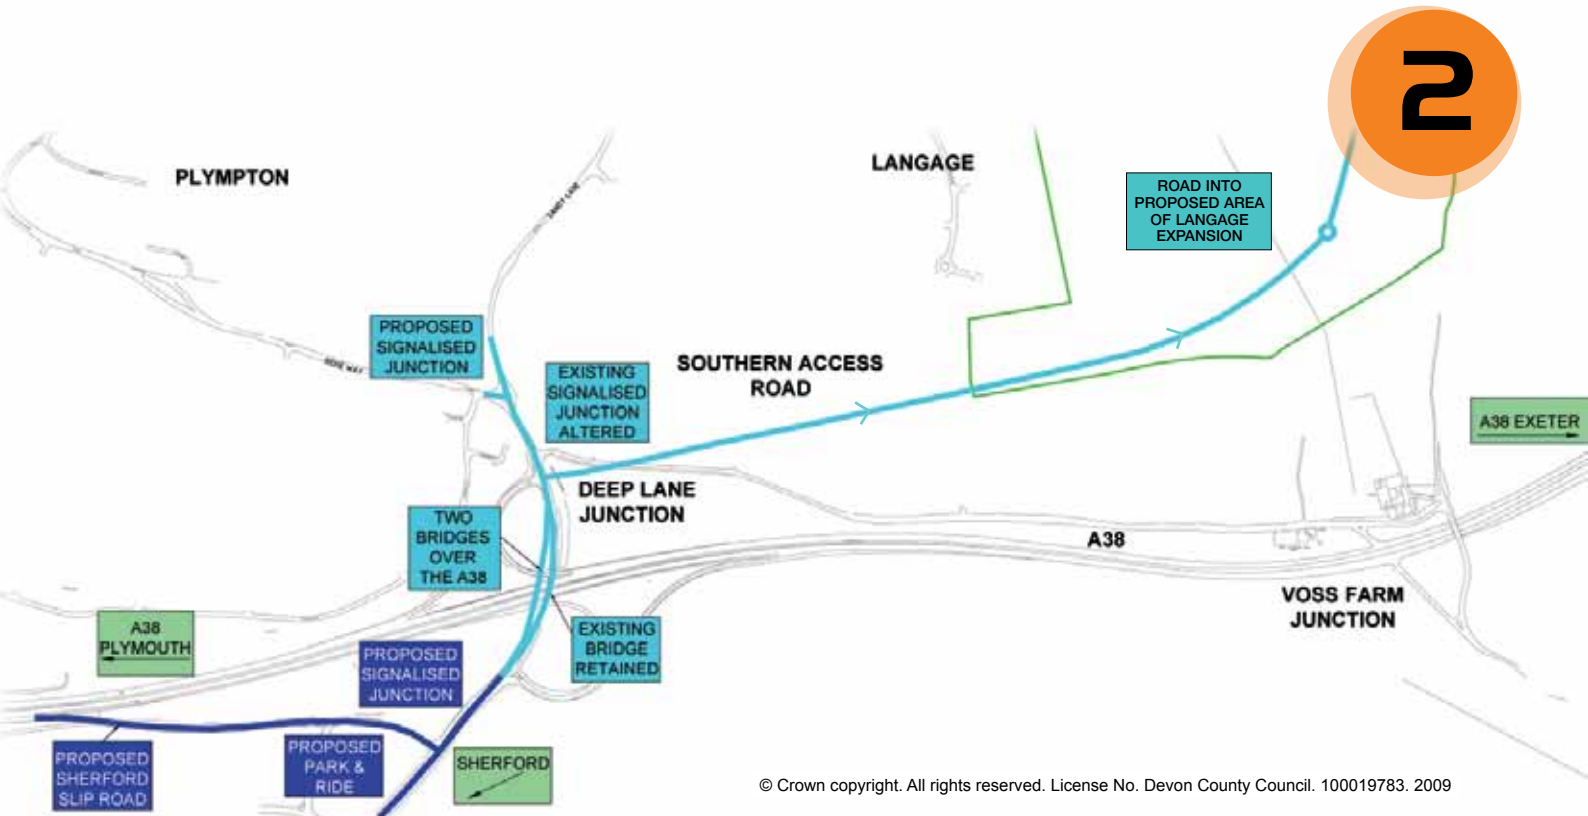 2
PLYMPTON
LANGAGE
ROAD INTO
PROPOSED AREA
OF LANGAGE
EXPANSION
SANDY LANE
PROPOSED
SIGNALISED
JUNCTION
EXISTING
SIGNALISED
JUNCTION
ALTERED
SOUTHERN ACCESS
ROAD
A38 EXETER
DEEP LANE
JUNCTION
TWO
BRIDGES
OVER
THE A38
A38
VOSS FARM
JUNCTION
A38
PLYMOUTH
EXISTING
BRIDGE
RETAINED
PROPOSED
SIGNALISED
JUNCTION
PROPOSED
SHERFORD
SLIP ROAD
PROPOSED
PARK &
RIDE
SHERFORD
© Crown copyright. All rights reserved. License No. Devon County Council. 100019783. 2009